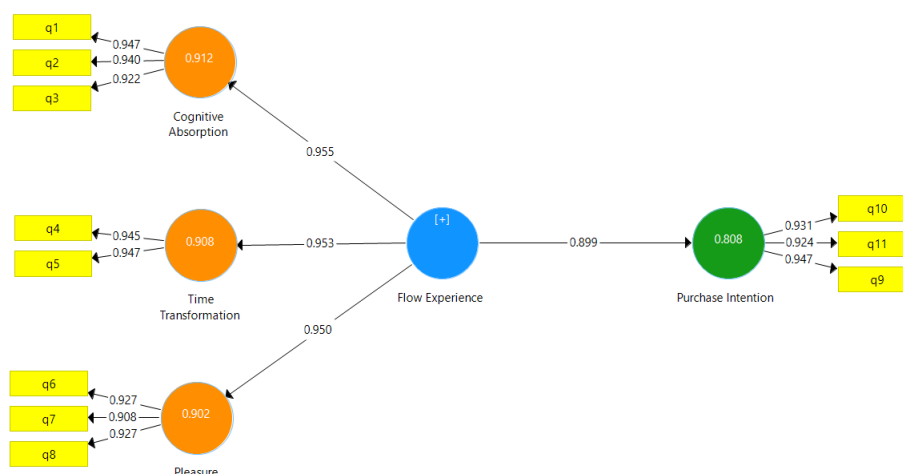 q1
q2
q3
0.947
0.940
0.922
0.912
Cognitive
Absorption
0.955
q4
q5
0.945
0.947
0.908
Time
Transformation
0.953
[+]
Flow Experience
0.899
0.808
Purchase Intention
0.931
0.924
0.947
q10
q11
q9
0.950
q6
q7
q8
0.927
0.908
0.927
0.902
Pleasure